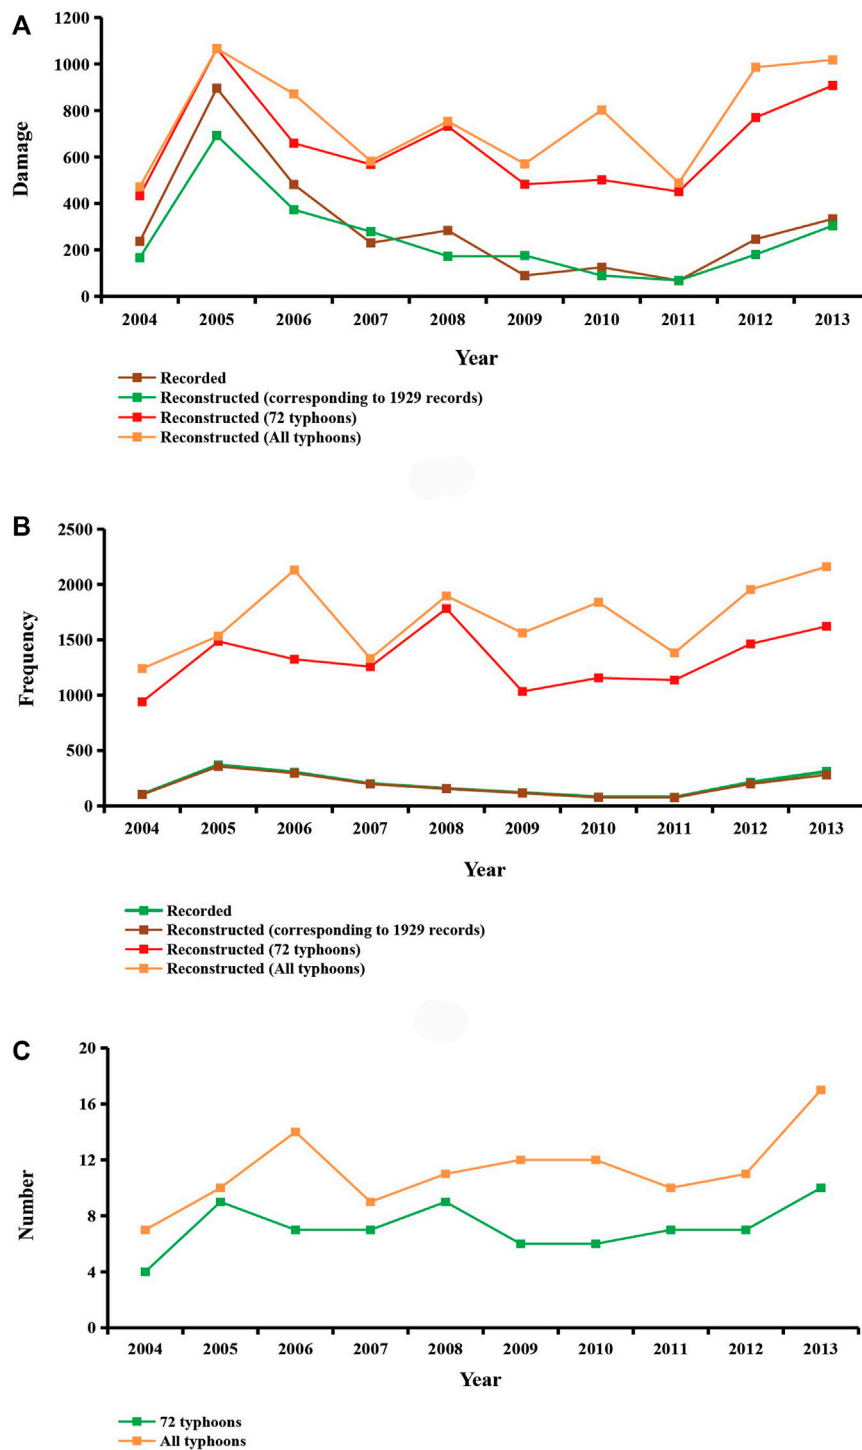 A
1200
1000
800
600
400
200
0
Damage
2004 2005 2006 2007 2008 2009 2010 2011 2012 2013
Year
Recorded
Reconstructed (corresponding to 1929 records)
Reconstructed (72 typhoons)
Reconstructed (All typhoons)
B
2500
2000
1500
1000
500
0
Frequency
2004 2005 2006 2007 2008 2009 2010 2011 2012 2013
Year
Recorded
Reconstructed (corresponding to 1929 records)
Reconstructed (72 typhoons)
Reconstructed (All typhoons)
C
20
16
12
8
4
0
Number
2004 2005 2006 2007 2008 2009 2010 2011 2012 2013
Year
72 typhoons
All typhoons